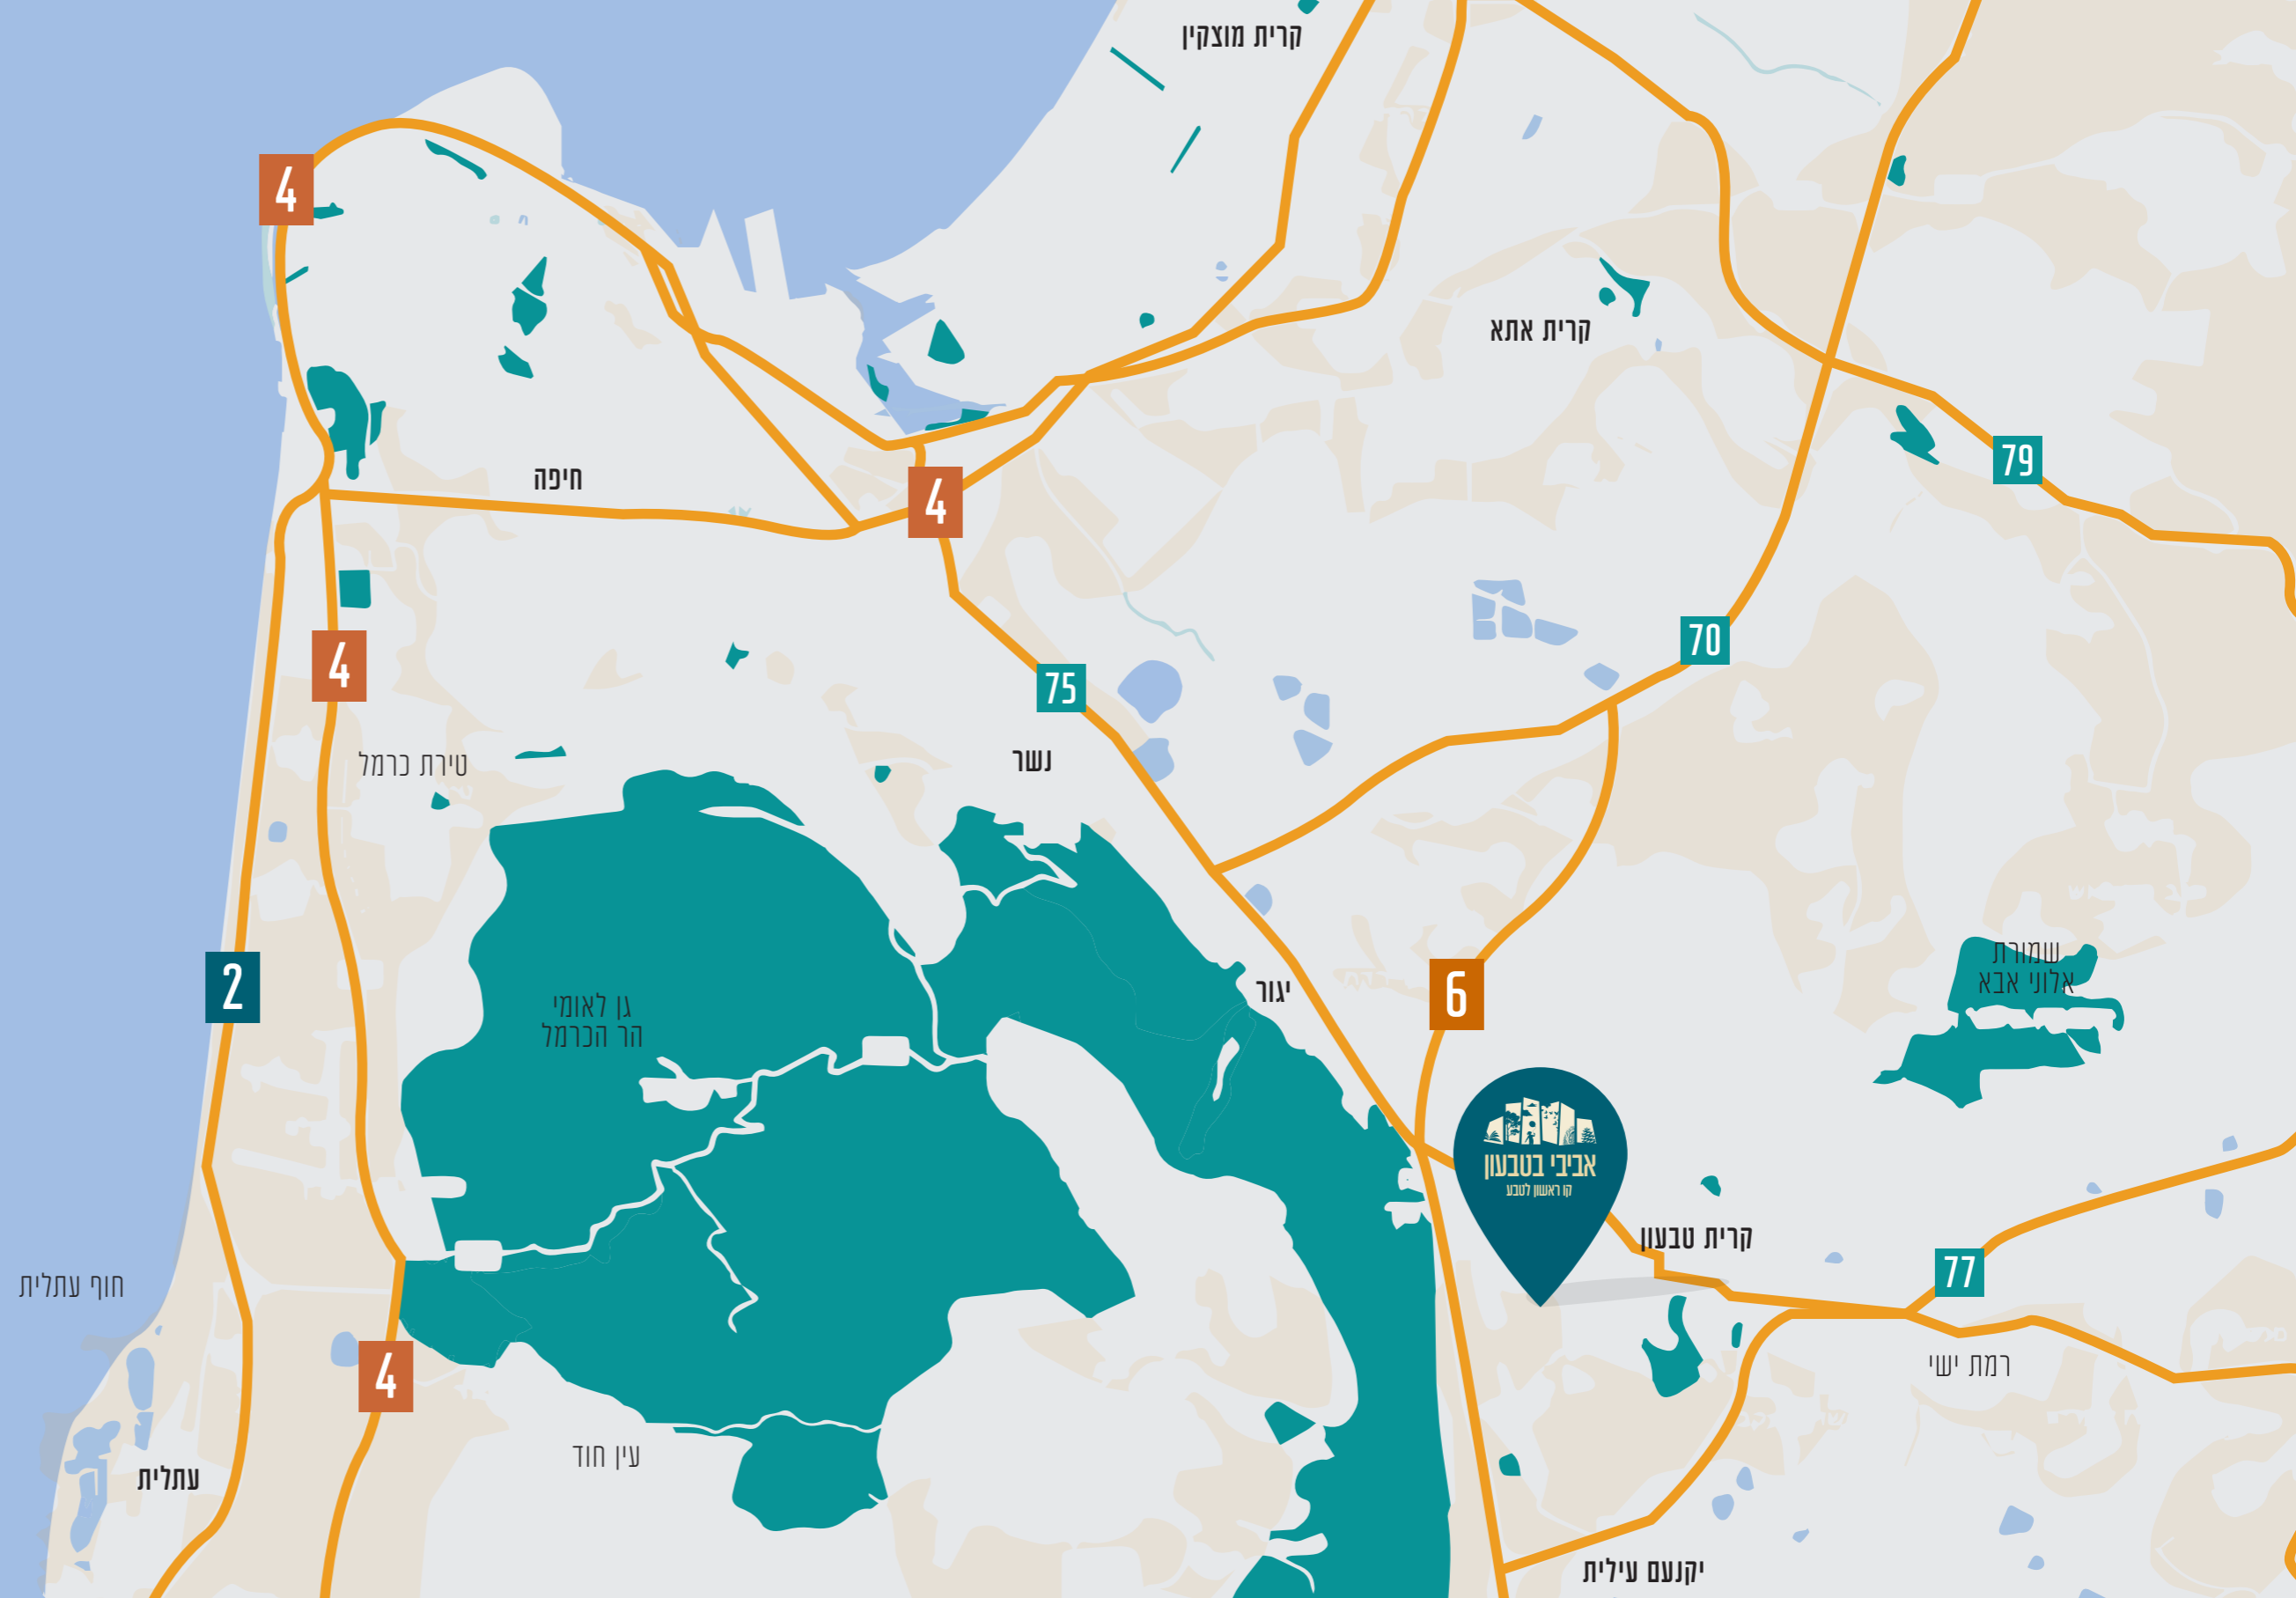 קרית מוצקין
4
קרית אתא
79
חיפה
4
70
4
75
נשר
טירת כרמל
שמורת
אלוני אבא
2
יגור
6
גן לאומי
הר הכרמל
אביבי בטבעון
קו ראשון לטבע
קרית טבעון
77
חוף עתלית
רמת ישי
4
עין חוד
עתלית
יקנעם עילית